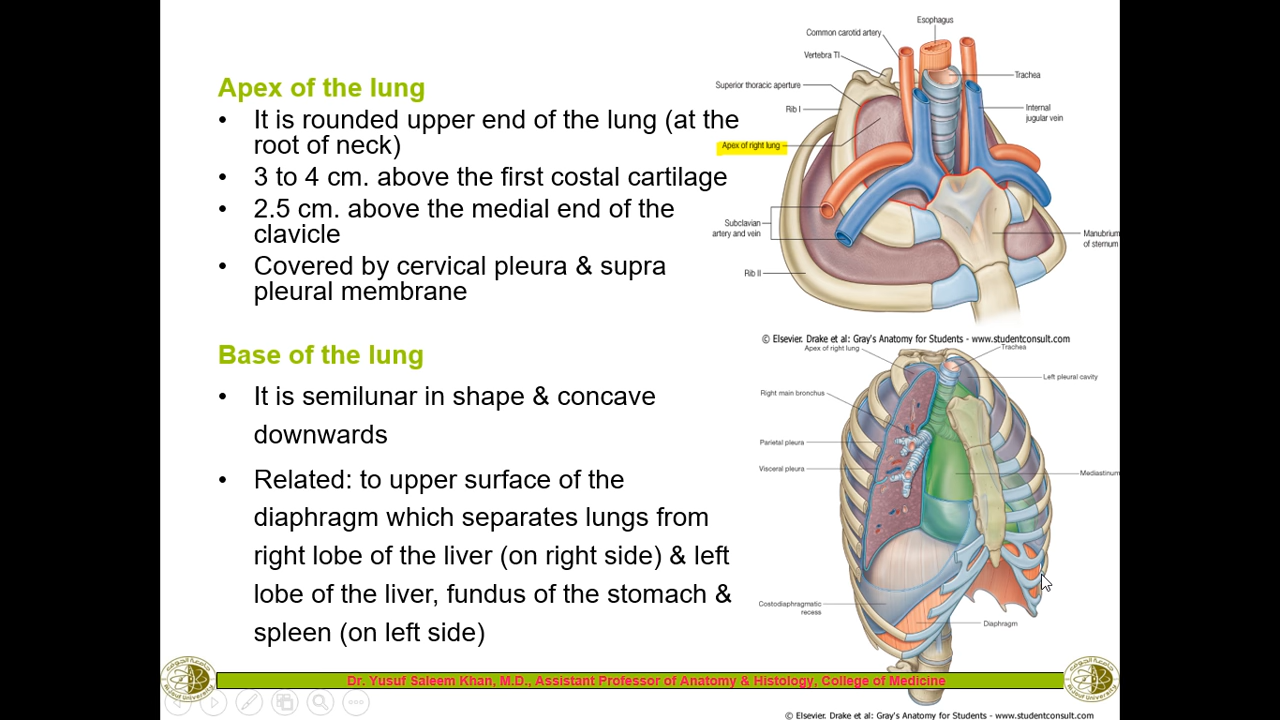 Apex of the lung
• It is rounded upper end of the lung (at the
root of neck)
• 3 to 4 cm. above the first costal cartilage
• 2.5 cm. above the medial end of the
clavicle
• Covered by cervical pleura & supra
pleural membrane
Base of the lung
• It is semilunar in shape & concave
downwards
• Related: to upper surface of the
diaphragm which separates lungs from
right lobe of the liver (on right side) & left
lobe of the liver, fundus of the stomach &
spleen (on left side)
Esophagus
Common carotid artery
Vertebra TI
Trachea
Superior thoracic aperture
Rib I
Internal
jugular vein
Apex of right lung
Subclavian
artery and vein
Manubrium
of sternum
Rib II
© Elsevier. Drake et al: Gray's Anatomy for Students - www.studentconsult.com
Apex of right lung
Trachea
Left pleural cavity
Right main bronchus
Parietal pleura
Visceral pleura
Mediastinum
Costodiaphragmatic
recess
Diaphragm
Dr. Yusuf Saleem Khan, M.D., Assistant Professor of Anatomy & Histology, College of Medicine
© Elsevier. Drake et al: Gray's Anatomy for Students - www.studentconsult.com